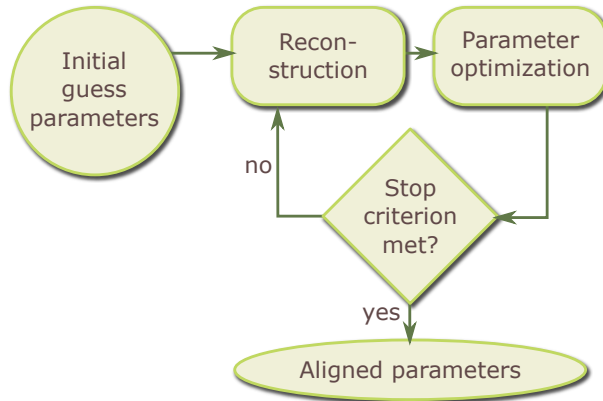 Initial
guess
parameters
Recon-
struction
Parameter
optimization
no
Stop
criterion
met?
yes
Aligned parameters